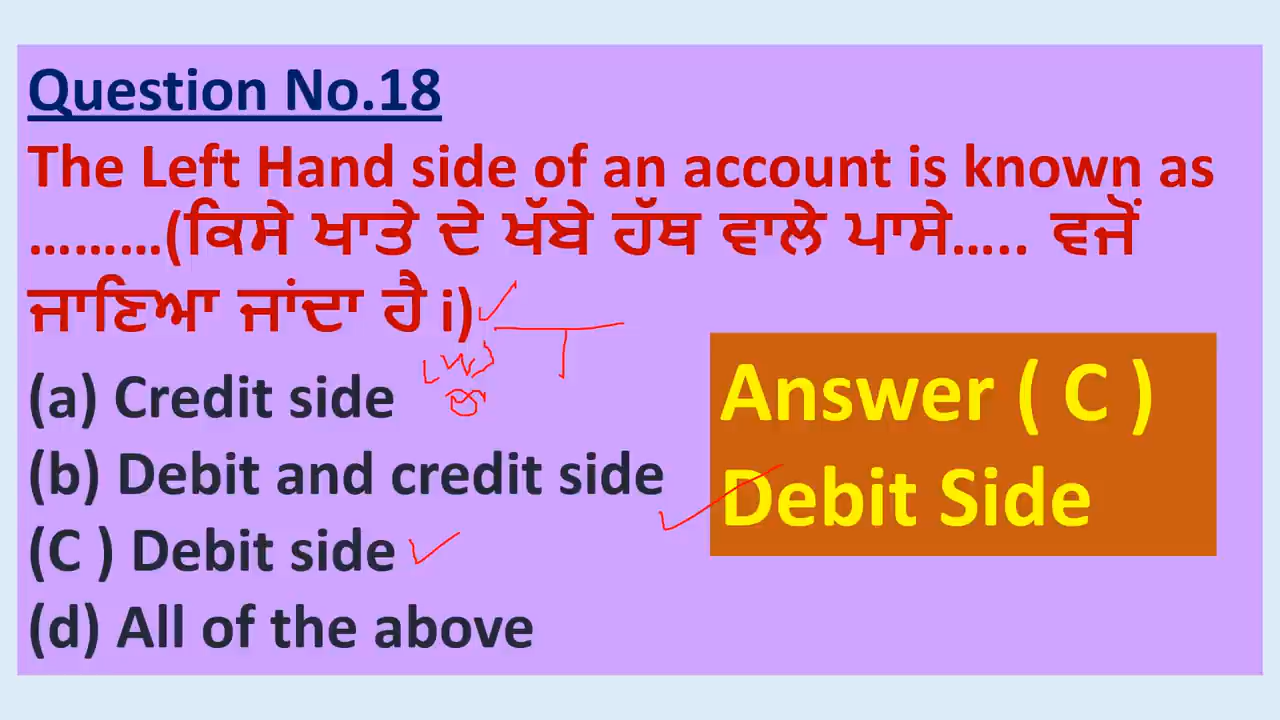 Question No.18
The Left Hand side of an account is known as
………(ਕਿਸੇ ਖਾਤੇ ਦੇ ਖੱਬੇ ਹੱਥ ਵਾਲੇ ਪਾਸੇ….. ਵਜੋਂ
ਜਾਣਿਆ ਜਾਂਦਾ ਹੈ i)
(a) Credit side
(b) Debit and credit side
(C ) Debit side
(d) All of the above
Answer ( C )
Debit Side